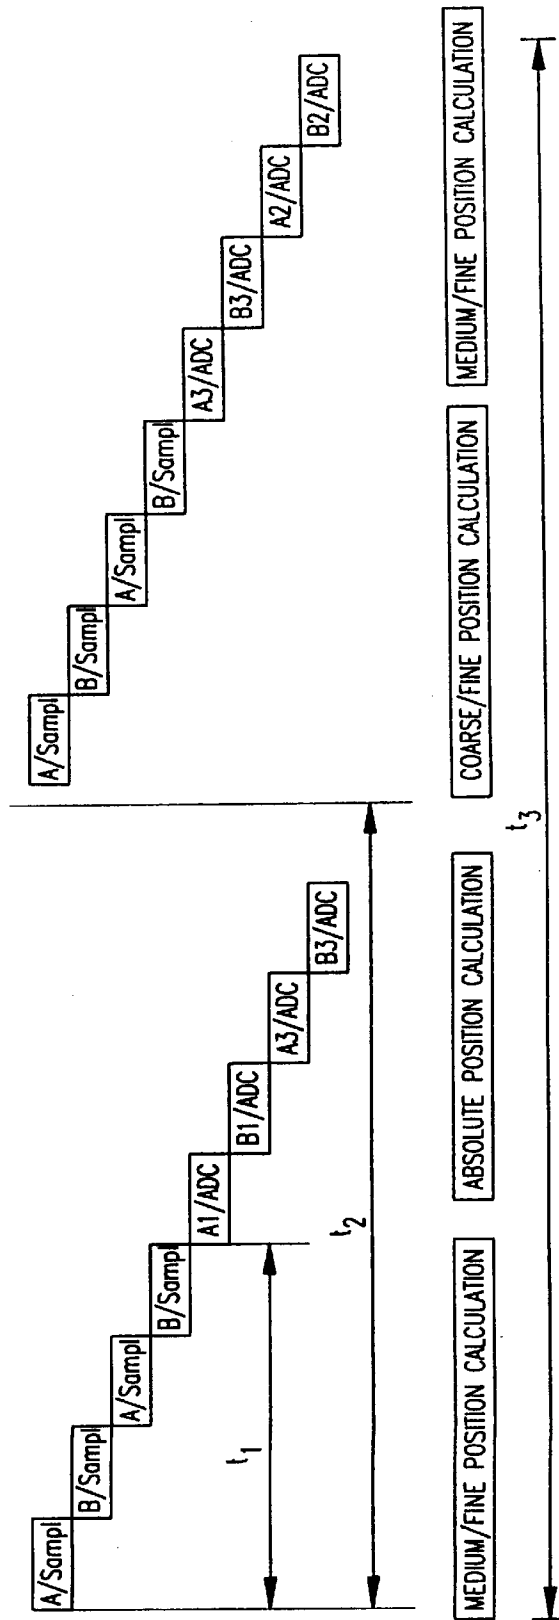 A/Sampl
B/Sampl
A/Sampl
B/Sampl
A1/ADC
B1/ADC
A3/ADC
B3/ADC
A/Sampl
B/Sampl
A/Sampl
B/Sampl
A3/ADC
B3/ADC
A2/ADC
B2/ADC
t1
t2
MEDIUM/FINE POSITION CALCULATION
ABSOLUTE POSITION CALCULATION
COARSE/FINE POSITION CALCULATION
MEDIUM/FINE POSITION CALCULATION
t3